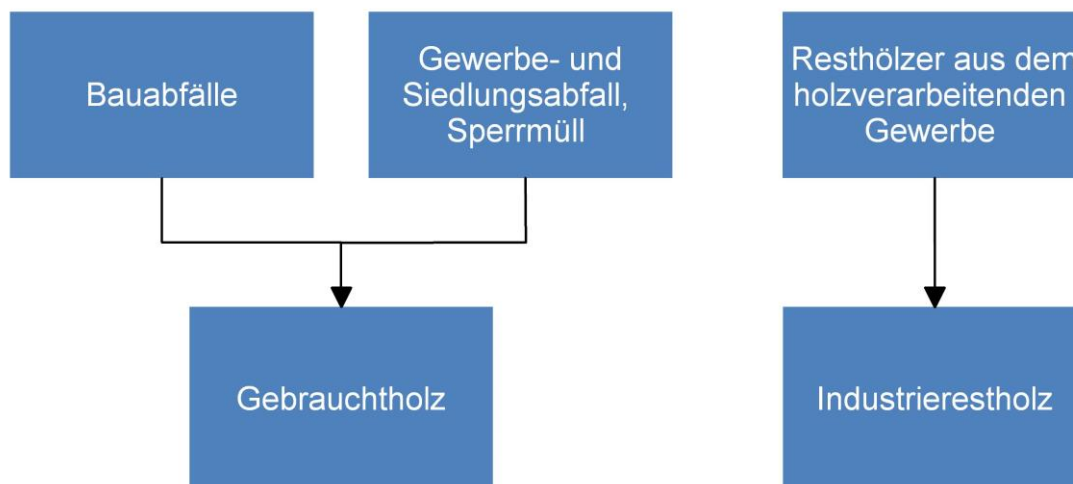 Bauabfälle
Gewerbe- und
Siedlungsabfall,
Sperrmüll
Resthölzer aus dem
holzverarbeitenden
Gewerbe
Gebrauchtholz
Industrierestholz